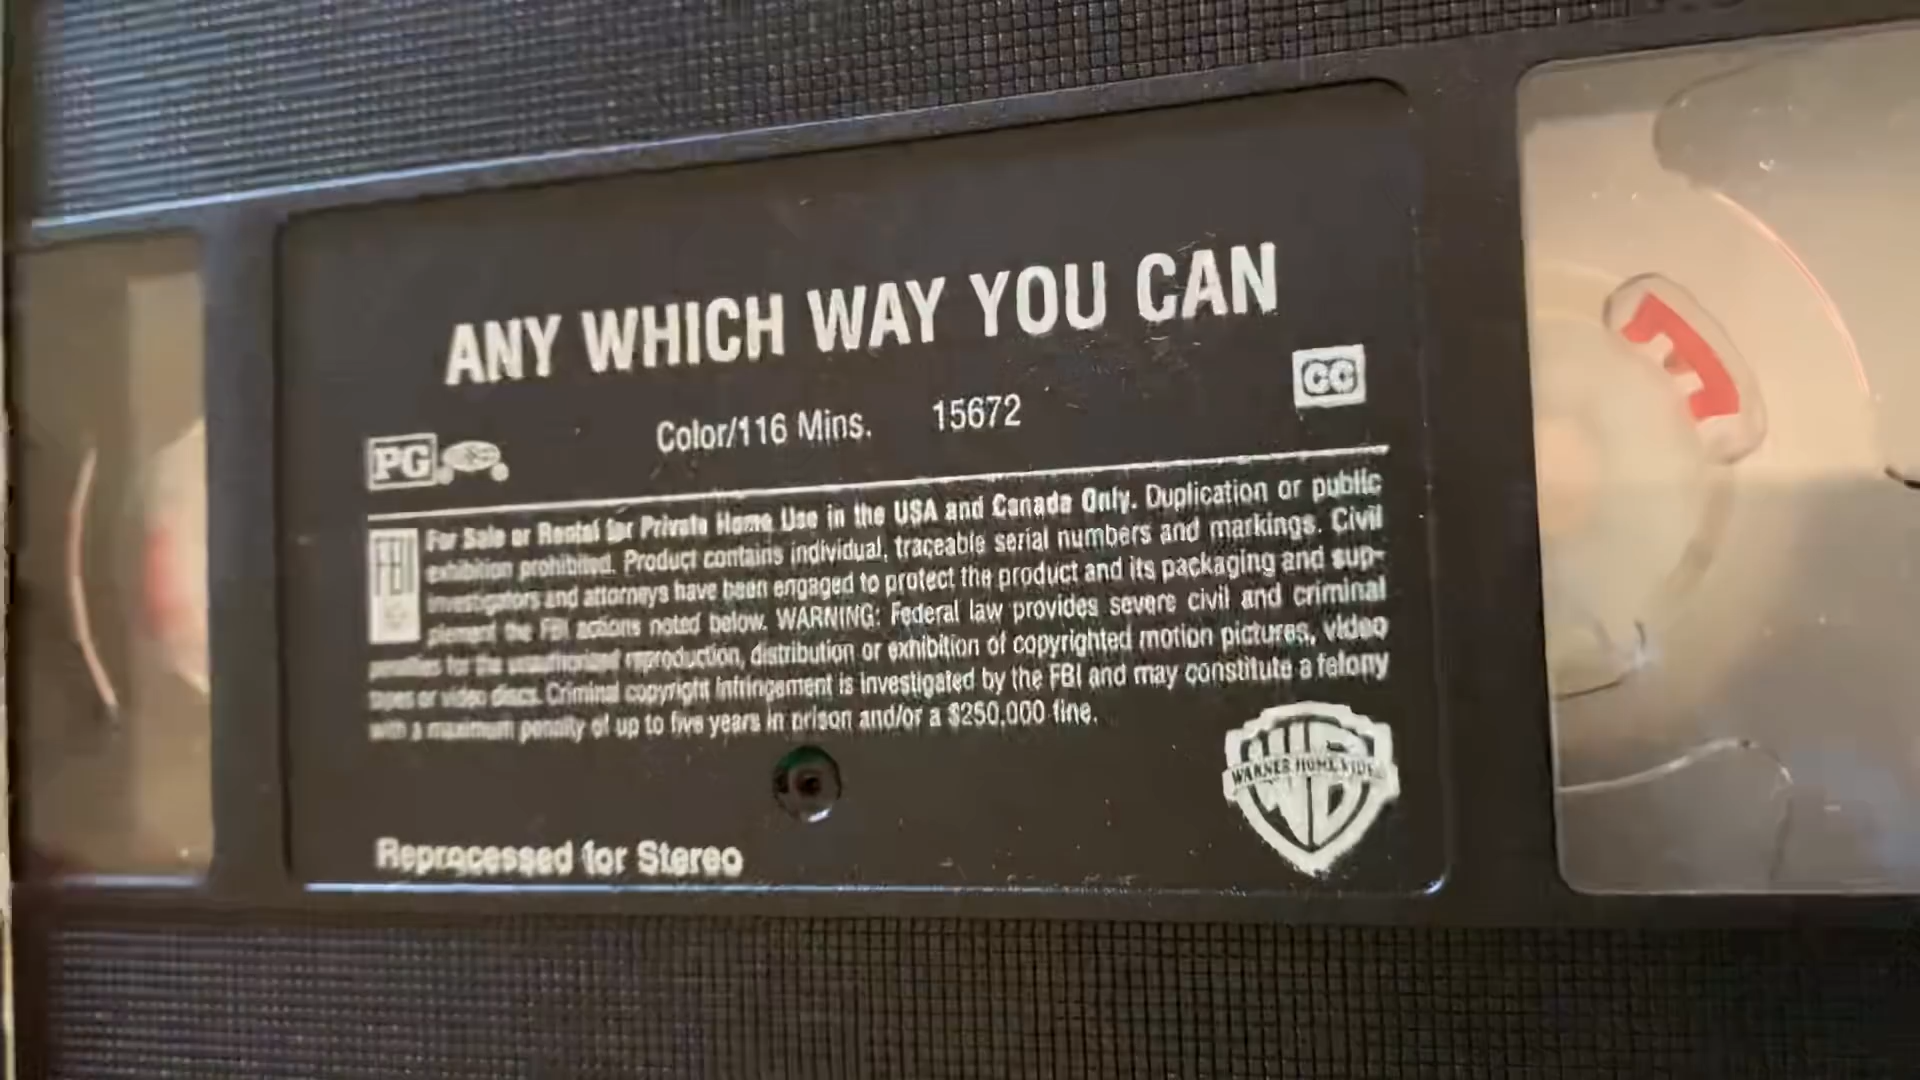 ANY WHICH WAY YOU CAN
CC
Color/116 Mins. 15672
PG
For Sale or Rental for Private Home Use in the USA and Canada Only. Duplication or public
FBI exhibition prohibited. Product contains individual, traceable serial numbers and markings. Civil
investigators and attorneys have been engaged to protect the product and its packaging and sup-
plement the FBI actions noted below. WARNING: Federal law provides severe civil and criminal
penalties for the unauthorized reproduction, distribution or exhibition of copyrighted motion pictures, video
tapes or video discs. Criminal copyright infringement is investigated by the FBI and may constitute a felony
with a maximum penalty of up to five years in prison and/or a $250,000 fine.
WB
WARNER HOME VIDEO
Reprocessed for Stereo